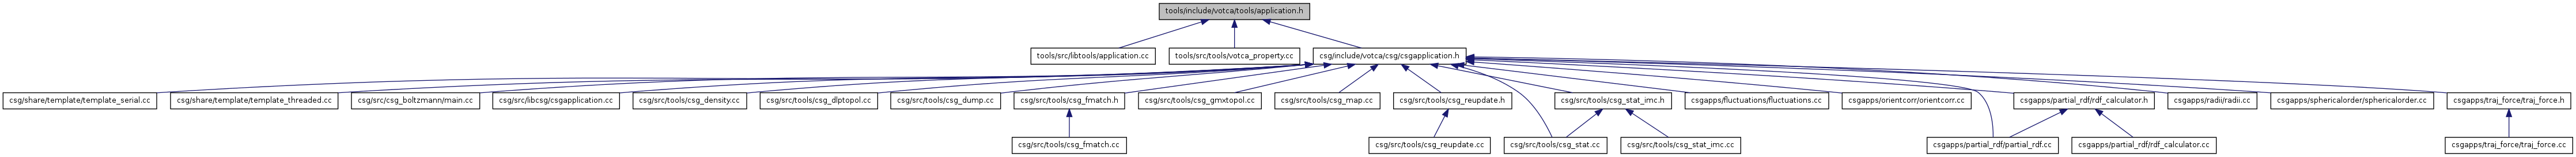 tools/include/votca/tools/application.h
tools/src/libtools/application.cc
tools/src/tools/votca_property.cc
csg/include/votca/csg/csgapplication.h
csg/share/template/template_serial.cc
csg/share/template/template_threaded.cc
csg/src/csg_boltzmann/main.cc
csg/src/libcsg/csgapplication.cc
csg/src/tools/csg_density.cc
csg/src/tools/csg_dlptopol.cc
csg/src/tools/csg_dump.cc
csg/src/tools/csg_fmatch.h
csg/src/tools/csg_gmxtopol.cc
csg/src/tools/csg_map.cc
csg/src/tools/csg_reupdate.h
csg/src/tools/csg_stat_imc.h
csgapps/fluctuations/fluctuations.cc
csgapps/orientcorr/orientcorr.cc
csgapps/partial_rdf/rdf_calculator.h
csgapps/radii/radii.cc
csgapps/sphericalorder/sphericalorder.cc
csgapps/traj_force/traj_force.h
csg/src/tools/csg_fmatch.cc
csg/src/tools/csg_reupdate.cc
csg/src/tools/csg_stat.cc
csg/src/tools/csg_stat_imc.cc
csgapps/partial_rdf/partial_rdf.cc
csgapps/partial_rdf/rdf_calculator.cc
csgapps/traj_force/traj_force.cc